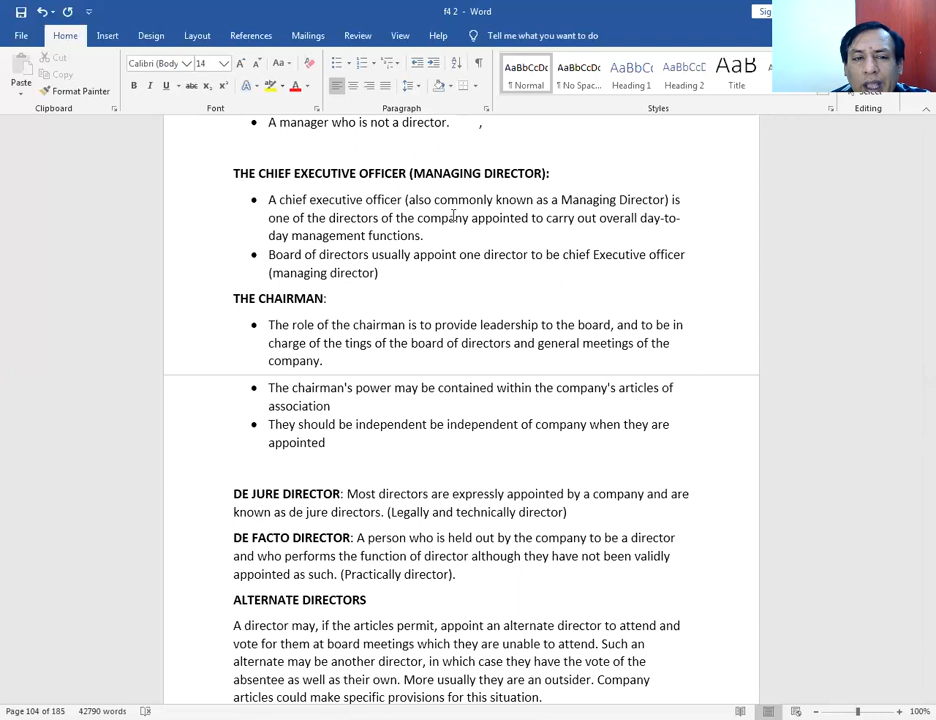 f4 2 - Word
Sig
File Home Insert Design Layout References Mailings Review View Help Tell me what you want to do
Paste
Cut
Copy
Format Painter
Clipboard
Calibri (Body 14
Font
Paragraph
AaBbCcDc AaBbCcDc AaBbCc AaBbCcD AaB
¶ Normal ¶ No Spac... Heading 1 Heading 2 Title
Styles
Editing
• A manager who is not a director. ,
THE CHIEF EXECUTIVE OFFICER (MANAGING DIRECTOR):
• A chief executive officer (also commonly known as a Managing Director) is
one of the directors of the company appointed to carry out overall day-to-
day management functions.
• Board of directors usually appoint one director to be chief Executive officer
(managing director)
THE CHAIRMAN:
• The role of the chairman is to provide leadership to the board, and to be in
charge of the tings of the board of directors and general meetings of the
company.
• The chairman's power may be contained within the company's articles of
association
• They should be independent be independent of company when they are
appointed
DE JURE DIRECTOR: Most directors are expressly appointed by a company and are
known as de jure directors. (Legally and technically director)
DE FACTO DIRECTOR: A person who is held out by the company to be a director
and who performs the function of director although they have not been validly
appointed as such. (Practically director).
ALTERNATE DIRECTORS
A director may, if the articles permit, appoint an alternate director to attend and
vote for them at board meetings which they are unable to attend. Such an
alternate may be another director, in which case they have the vote of the
absentee as well as their own. More usually they are an outsider. Company
articles could make specific provisions for this situation.
Page 104 of 185 42790 words
100%